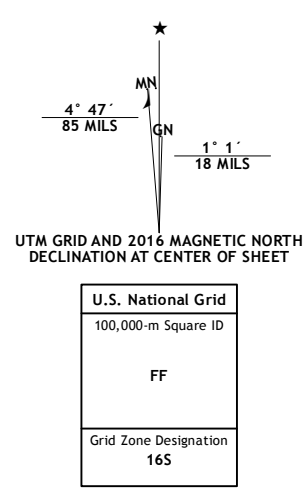 MN
4° 47´
85 MILS
GN
1° 1´
18 MILS
UTM GRID AND 2016 MAGNETIC NORTH
DECLINATION AT CENTER OF SHEET
U.S. National Grid
100,000-m Square ID
FF
Grid Zone Designation
16S